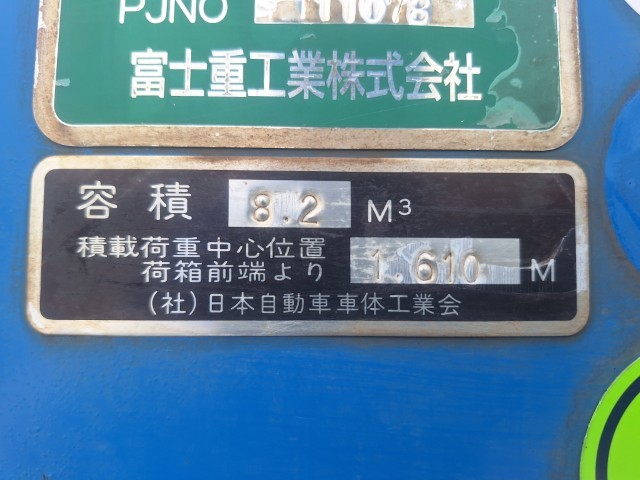 PJNO 111078
富士重工業株式会社
容積 8.2 M³
積載荷重中心位置
荷箱前端より 1.610 M
(社)日本自動車車体工業会